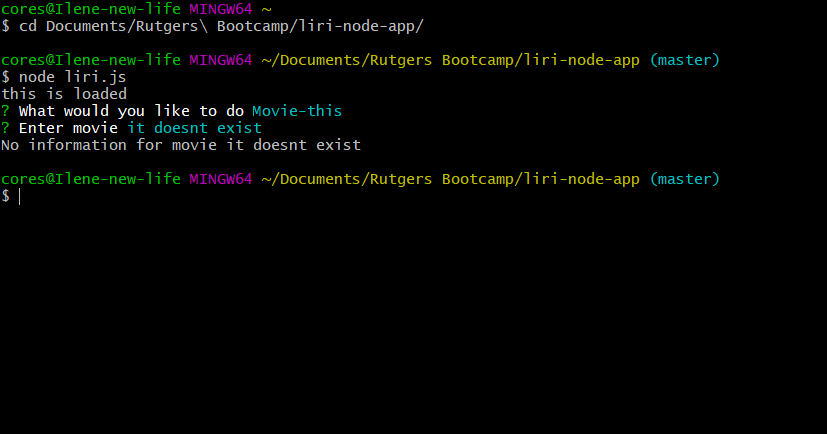 cores@Ilene-new-life MINGW64 ~
$ cd Documents/Rutgers\ Bootcamp/liri-node-app/
cores@Ilene-new-life MINGW64 ~/Documents/Rutgers Bootcamp/liri-node-app (master)
$ node liri.js
this is loaded
? What would you like to do Movie-this
? Enter movie it doesnt exist
No information for movie it doesnt exist
cores@Ilene-new-life MINGW64 ~/Documents/Rutgers Bootcamp/liri-node-app (master)
$